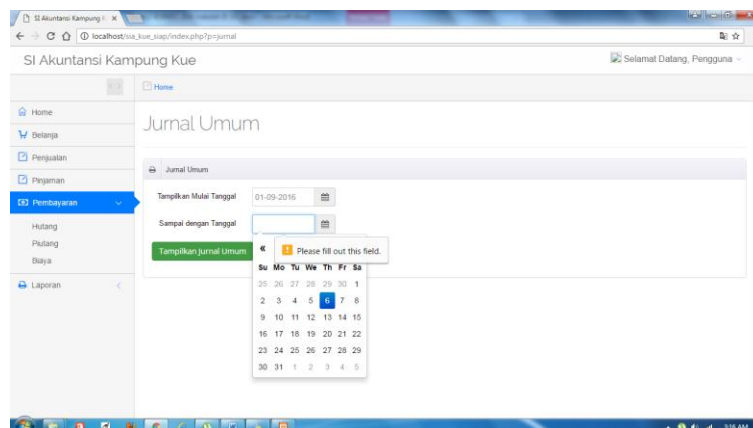 SI Akuntansi Kampung K
localhost/sia_kue_siap/index.php?p=jurnal
SI Akuntansi Kampung Kue
Selamat Datang, Pengguna
Home
Home
Belanja
Penjualan
Pinjaman
Pembayaran
Hutang
Piutang
Biaya
Laporan
Jurnal Umum
Jurnal Umum
Tampilkan Mulai Tanggal 01-09-2016
Sampai dengan Tanggal
Tampilkan Jurnal Umum
« Please fill out this field.
Su Mo Tu We Th Fr Sa
25 26 27 28 29 30 1
2 3 4 5 6 7 8
9 10 11 12 13 14 15
16 17 18 19 20 21 22
23 24 25 26 27 28 29
30 31 1 2 3 4 5
3:16 AM